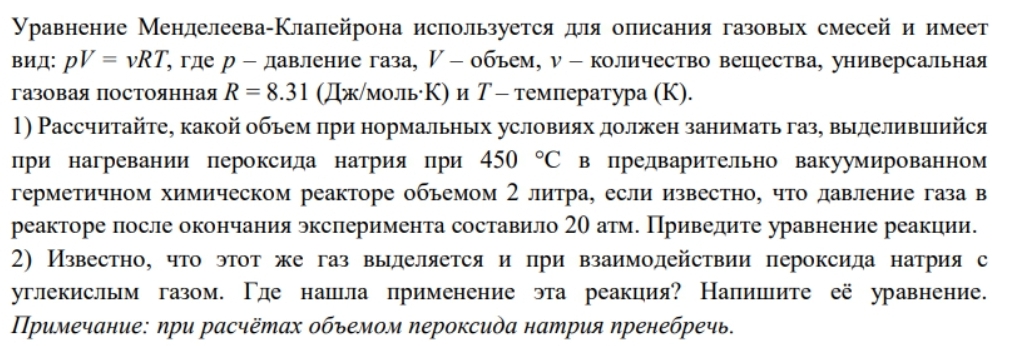 Уравнение Менделеева-Клапейрона используется для описания газовых смесей и имеет
вид: pV = νRT, где p – давление газа, V – объем, ν – количество вещества, универсальная
газовая постоянная R = 8.31 (Дж/моль·К) и T – температура (К).
1) Рассчитайте, какой объем при нормальных условиях должен занимать газ, выделившийся
при нагревании пероксида натрия при 450 °C в предварительно вакуумированном
герметичном химическом реакторе объемом 2 литра, если известно, что давление газа в
реакторе после окончания эксперимента составило 20 атм. Приведите уравнение реакции.
2) Известно, что этот же газ выделяется и при взаимодействии пероксида натрия с
углекислым газом. Где нашла применение эта реакция? Напишите её уравнение.
Примечание: при расчётах объемом пероксида натрия пренебречь.